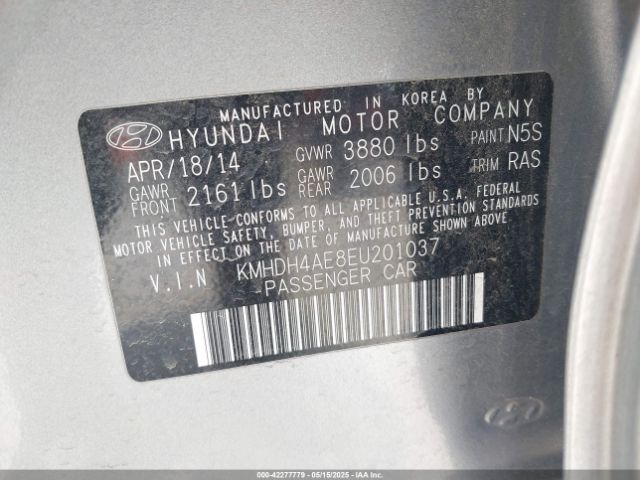 MANUFACTURED IN KOREA BY
HYUNDAI MOTOR COMPANY
APR/18/14 GVWR 3880 lbs PAINT N5S
GAWR FRONT 2161 lbs GAWR REAR 2006 lbs TRIM RAS
THIS VEHICLE CONFORMS TO ALL APPLICABLE U.S.A. FEDERAL
MOTOR VEHICLE SAFETY, BUMPER, AND THEFT PREVENTION STANDARDS
IN EFFECT ON THE DATE OF MANUFACTURE SHOWN ABOVE.
V.I.N KMHDH4AE8EU201037
PASSENGER CAR
000-42277779 - 05/15/2025 - IAAI.COM